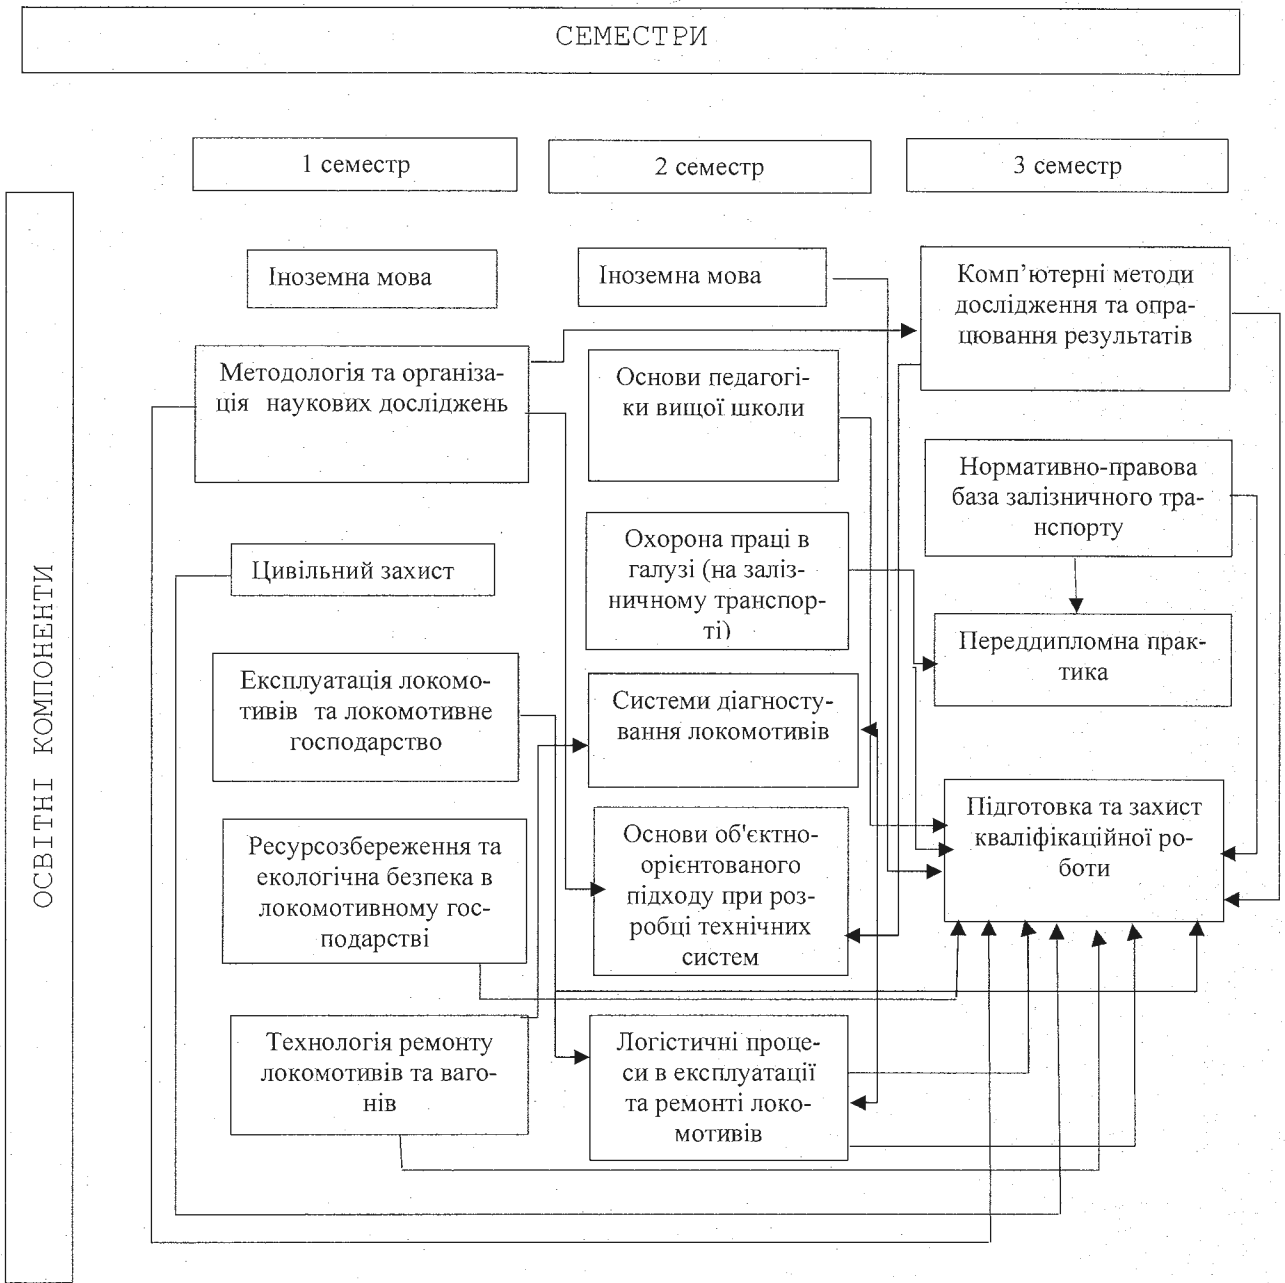 СЕМЕСТРИ
1 семестр
2 семестр
3 семестр
ОСВІТНІ КОМПОНЕНТИ
Іноземна мова
Методологія та організа-
ція наукових досліджень
Цивільний захист
Експлуатація локомо-
тивів та локомотивне
господарство
Ресурсозбереження та
екологічна безпека в
локомотивному гос-
подарстві
Технологія ремонту
локомотивів та ваго-
нів
Іноземна мова
Основи педагогі-
ки вищої школи
Охорона праці в
галузі (на заліз-
ничному транспор-
ті)
Системи діагносту-
вання локомотивів
Основи об'єктно-
орієнтованого
підходу при роз-
робці технічних
систем
Логістичні проце-
си в експлуатації
та ремонті локо-
мотивів
Комп’ютерні методи
дослідження та опра-
цювання результатів
Нормативно-правова
база залізничного тра-
нспорту
Переддипломна прак-
тика
Підготовка та захист
кваліфікаційної ро-
боти